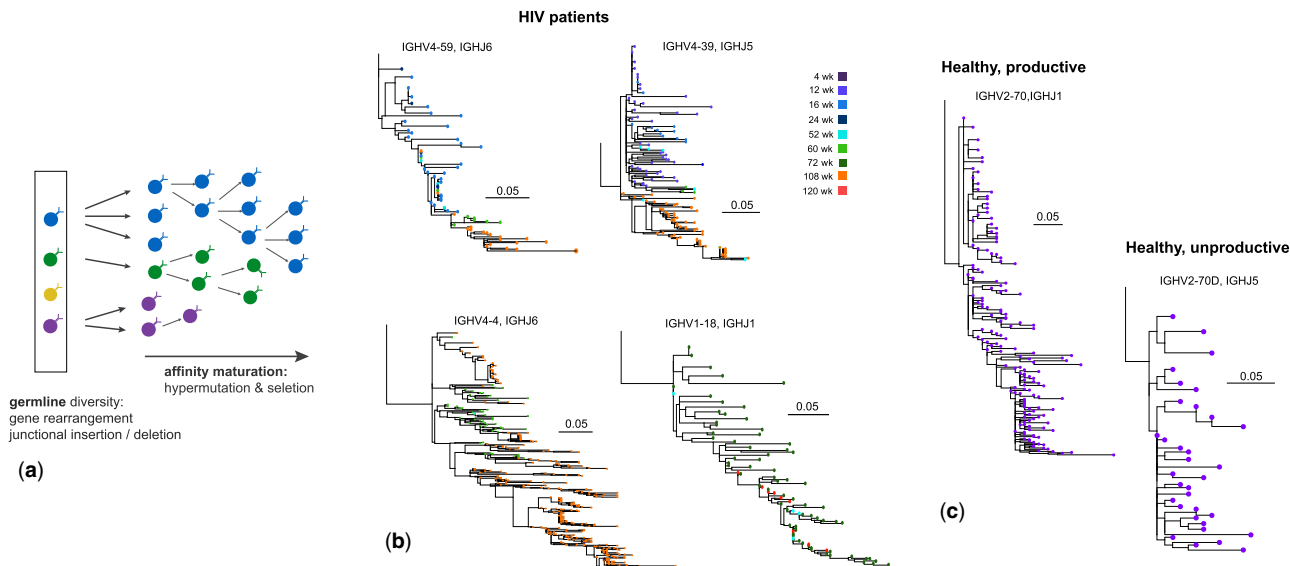 HIV patients
IGHV4-59, IGHJ6
IGHV4-39, IGHJ5
4 wk
12 wk
16 wk
24 wk
52 wk
60 wk
72 wk
108 wk
120 wk
0.05
0.05
IGHV4-4, IGHJ6
IGHV1-18, IGHJ1
0.05
0.05
(b)
affinity maturation:
hypermutation & seletion
germline diversity:
gene rearrangement
junctional insertion / deletion
(a)
Healthy, productive
IGHV2-70,IGHJ1
0.05
Healthy, unproductive
IGHV2-70D, IGHJ5
0.05
(c)